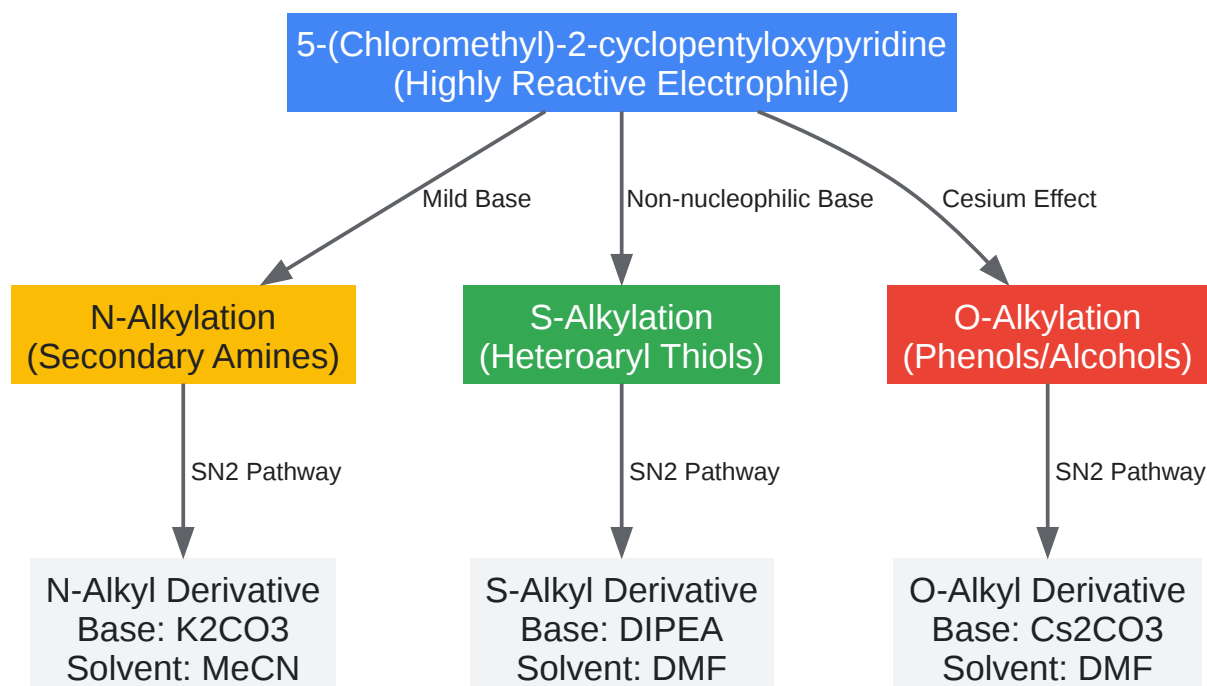 5-(Chloromethyl)-2-cyclopentyloxypyridine
(Highly Reactive Electrophile)
Mild Base
Non-nucleophilic Base
Cesium Effect
N-Alkylation
(Secondary Amines)
S-Alkylation
(Heteroaryl Thiols)
O-Alkylation
(Phenols/Alcohols)
SN2 Pathway
SN2 Pathway
SN2 Pathway
N-Alkyl Derivative
Base: K2CO3
Solvent: MeCN
S-Alkyl Derivative
Base: DIPEA
Solvent: DMF
O-Alkyl Derivative
Base: Cs2CO3
Solvent: DMF